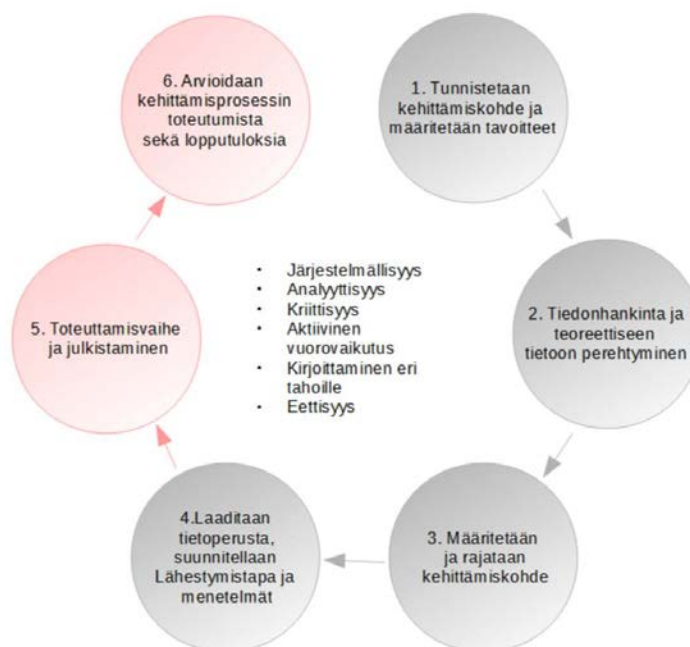 1. Tunnistetaan
kehittämiskohde ja
määritetään tavoitteet
2. Tiedonhankinta ja
teoreettiseen
tietoon perehtyminen
3. Määritetään
ja rajataan
kehittämiskohde
4.Laaditaan
tietoperusta,
suunnitellaan
Lähestymistapa ja
menetelmät
5. Toteuttamisvaihe
ja julkistaminen
6. Arvioidaan
kehittämisprosessin
toteutumista
sekä lopputuloksia
• Järjestelmällisyys
• Analyyttisyys
• Kriittisyys
• Aktiivinen
vuorovaikutus
• Kirjoittaminen eri
tahoille
• Eettisyys